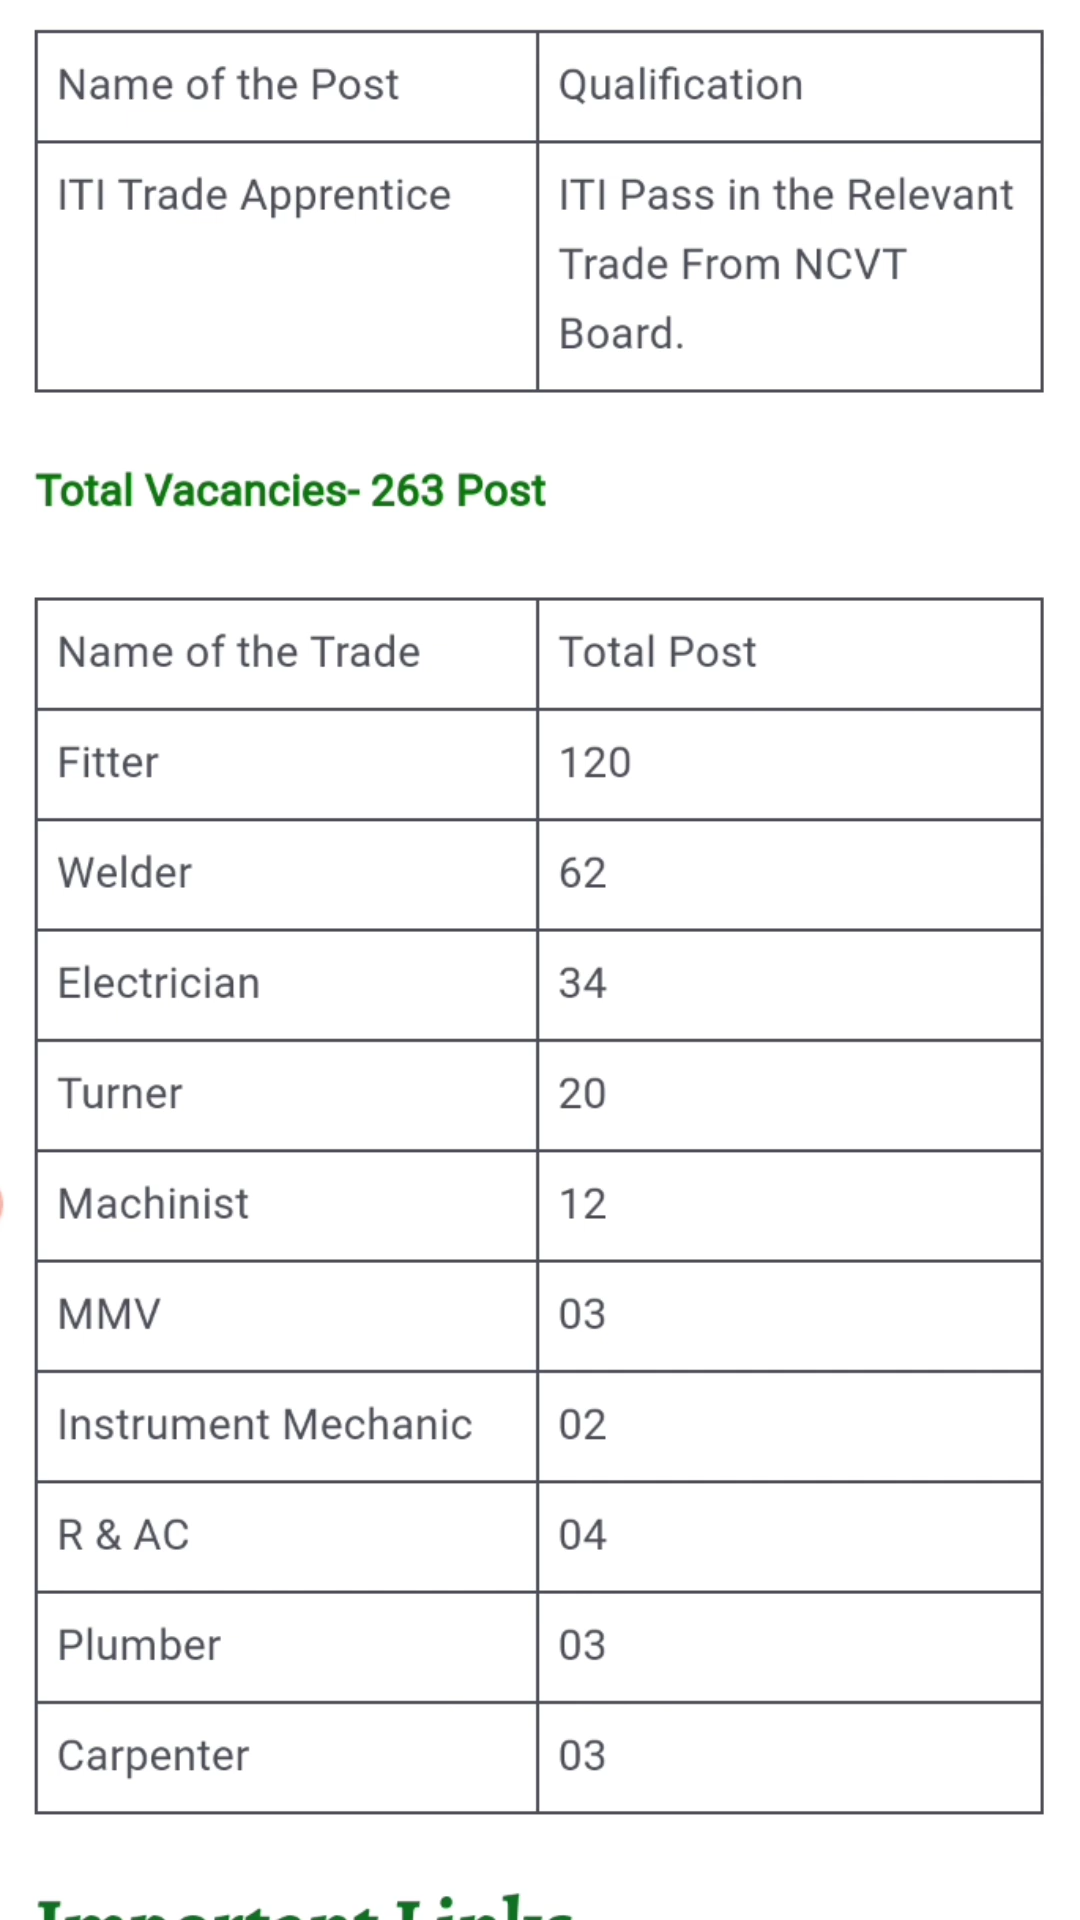 Name of the Post
Qualification
ITI Trade Apprentice
ITI Pass in the Relevant
Trade From NCVT
Board.
Total Vacancies- 263 Post
Name of the Trade
Total Post
Fitter
120
Welder
62
Electrician
34
Turner
20
Machinist
12
MMV
03
Instrument Mechanic
02
R & AC
04
Plumber
03
Carpenter
03
Important Links